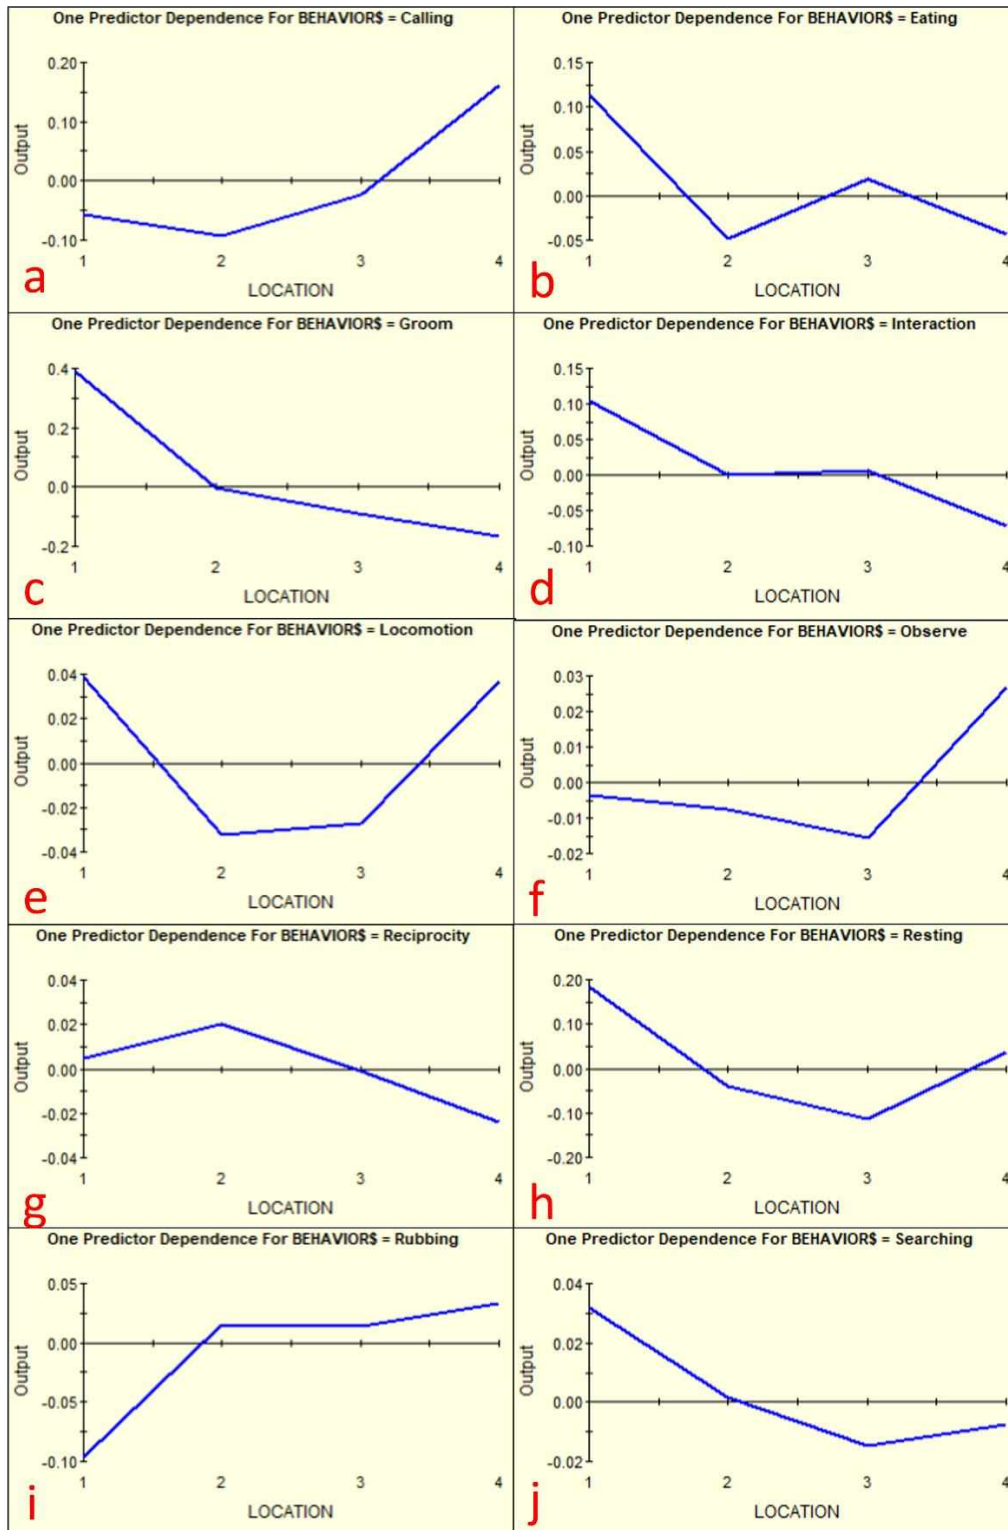 One Predictor Dependence For BEHAVIOR$ = Calling
0.20
0.10
0.00
-0.10
Output
1 2 3 4
LOCATION
a
One Predictor Dependence For BEHAVIOR$ = Eating
0.15
0.10
0.05
0.00
-0.05
Output
1 2 3 4
LOCATION
b
One Predictor Dependence For BEHAVIOR$ = Groom
0.4
0.2
0.0
-0.2
Output
1 2 3 4
LOCATION
c
One Predictor Dependence For BEHAVIOR$ = Interaction
0.15
0.10
0.05
0.00
-0.05
-0.10
Output
1 2 3 4
LOCATION
d
One Predictor Dependence For BEHAVIOR$ = Locomotion
0.04
0.02
0.00
-0.02
-0.04
Output
1 2 3 4
LOCATION
e
One Predictor Dependence For BEHAVIOR$ = Observe
0.03
0.02
0.01
0.00
-0.01
-0.02
Output
1 2 3 4
LOCATION
f
One Predictor Dependence For BEHAVIOR$ = Reciprocity
0.04
0.02
0.00
-0.02
-0.04
Output
1 2 3 4
LOCATION
g
One Predictor Dependence For BEHAVIOR$ = Resting
0.20
0.10
0.00
-0.10
-0.20
Output
1 2 3 4
LOCATION
h
One Predictor Dependence For BEHAVIOR$ = Rubbing
0.05
0.00
-0.05
-0.10
Output
1 2 3 4
LOCATION
i
One Predictor Dependence For BEHAVIOR$ = Searching
0.04
0.02
0.00
-0.02
Output
1 2 3 4
LOCATION
j